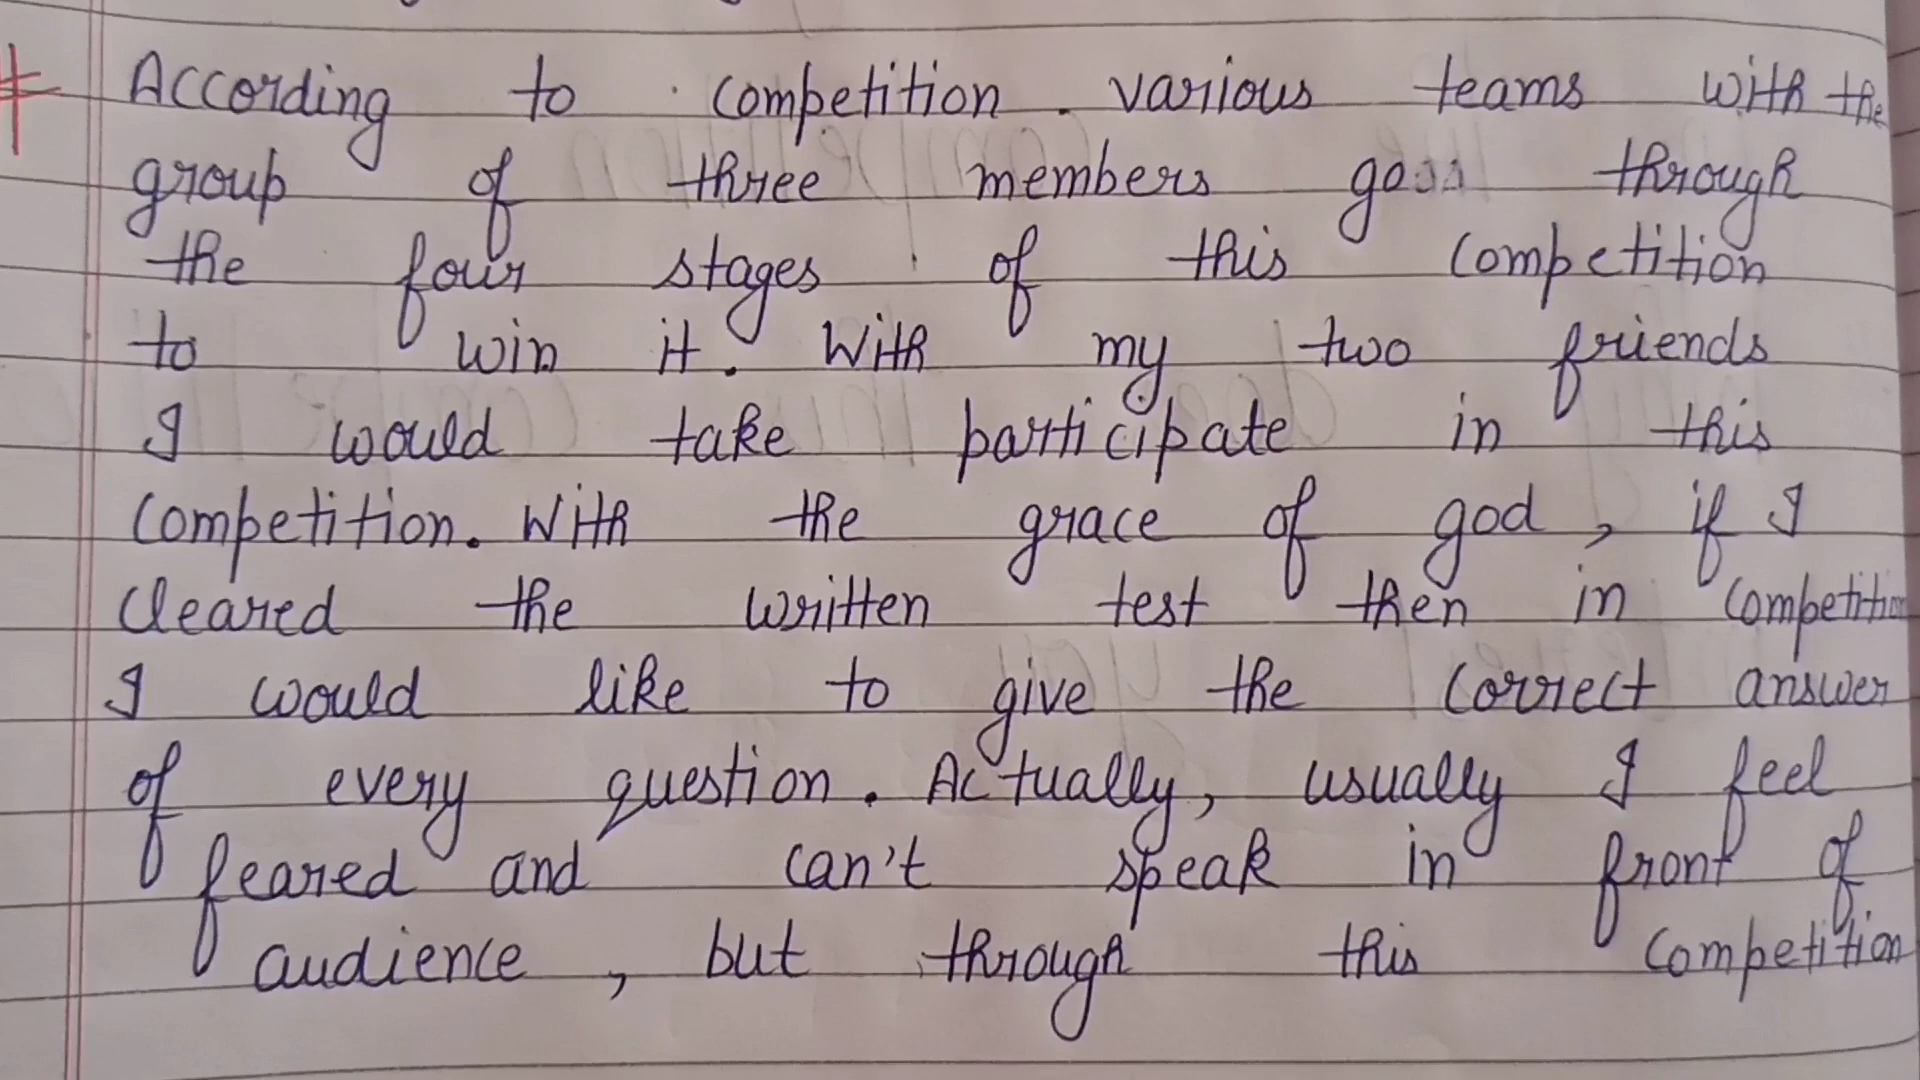 According to competition. various teams with the
group of three members goes through
the four stages of this competition
to win it. With my two friends
I would take participate in this
competition. With the grace of god, if I
cleared the written test then in competition
I would like to give the correct answer
of every question. Actually, usually I feel
feared and can't speak in front of
audience, but through this competition